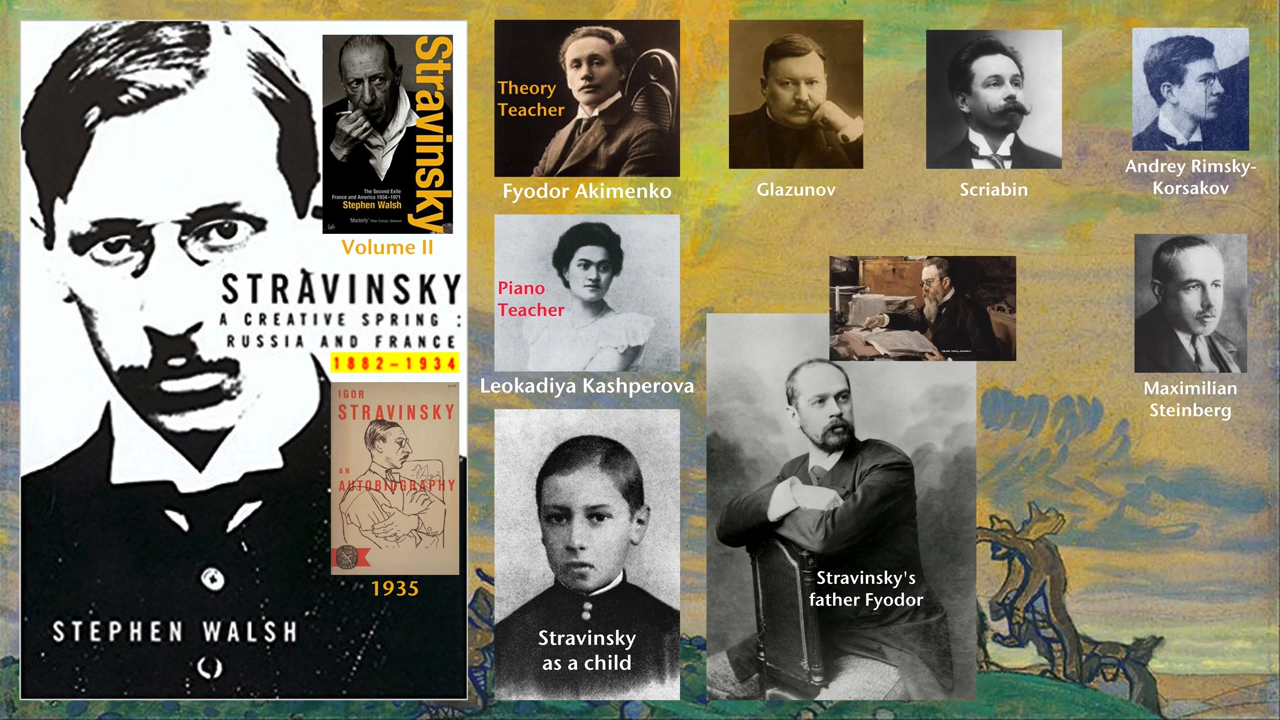 STRAVINSKY
A CREATIVE SPRING :
RUSSIA AND FRANCE
1882–1934
STEPHEN WALSH
Stravinsky
The Second Exile
France and America 1934–1971
Stephen Walsh
Volume II
IGOR
STRAVINSKY
AN
AUTOBIOGRAPHY
1935
Theory
Teacher
Fyodor Akimenko
Piano
Teacher
Leokadiya Kashperova
Stravinsky
as a child
Glazunov
Scriabin
Andrey Rimsky-
Korsakov
Maximilian
Steinberg
Stravinsky's
father Fyodor